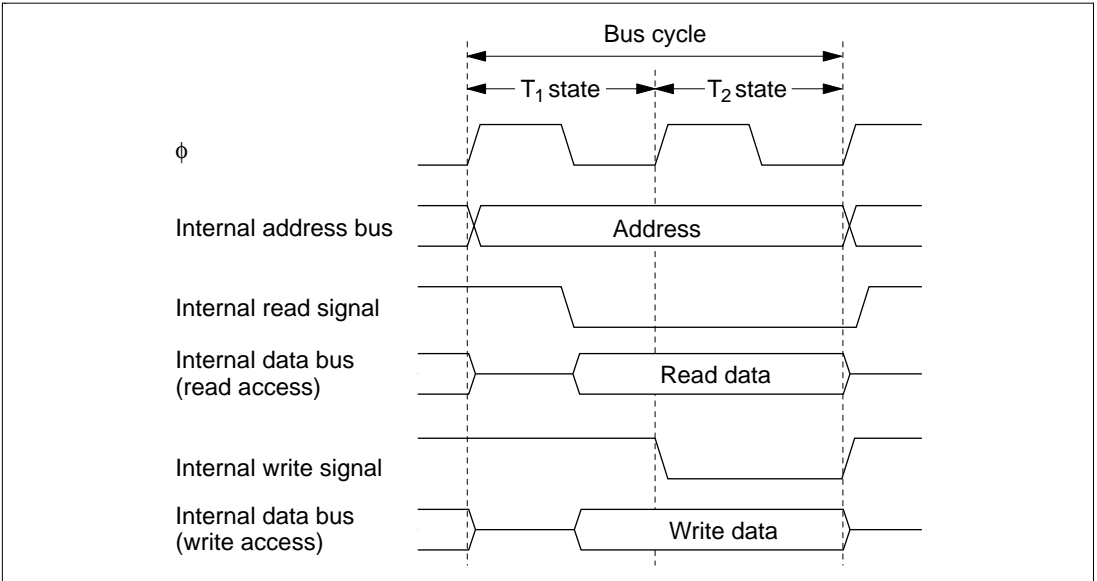 Bus cycle
T₁ state
T₂ state
ϕ
Internal address bus
Address
Internal read signal
Internal data bus
(read access)
Read data
Internal write signal
Internal data bus
(write access)
Write data